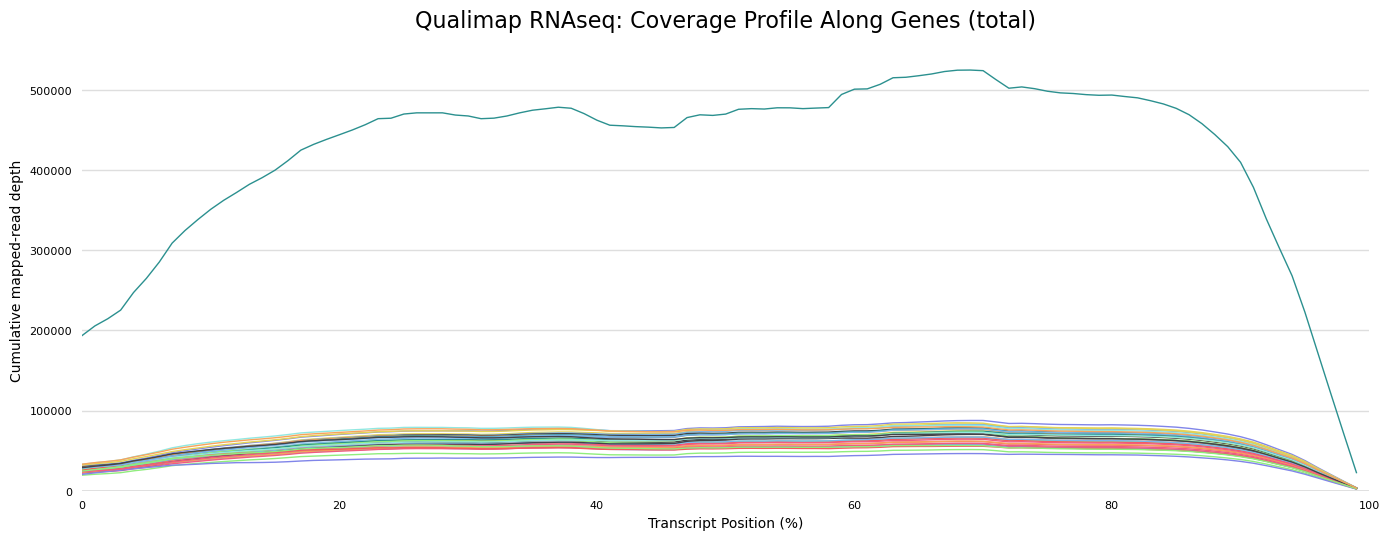 Qualimap RNAseq: Coverage Profile Along Genes (total)
Cumulative mapped-read depth
500000
400000
300000
200000
100000
0
0 20 40 60 80 100
Transcript Position (%)